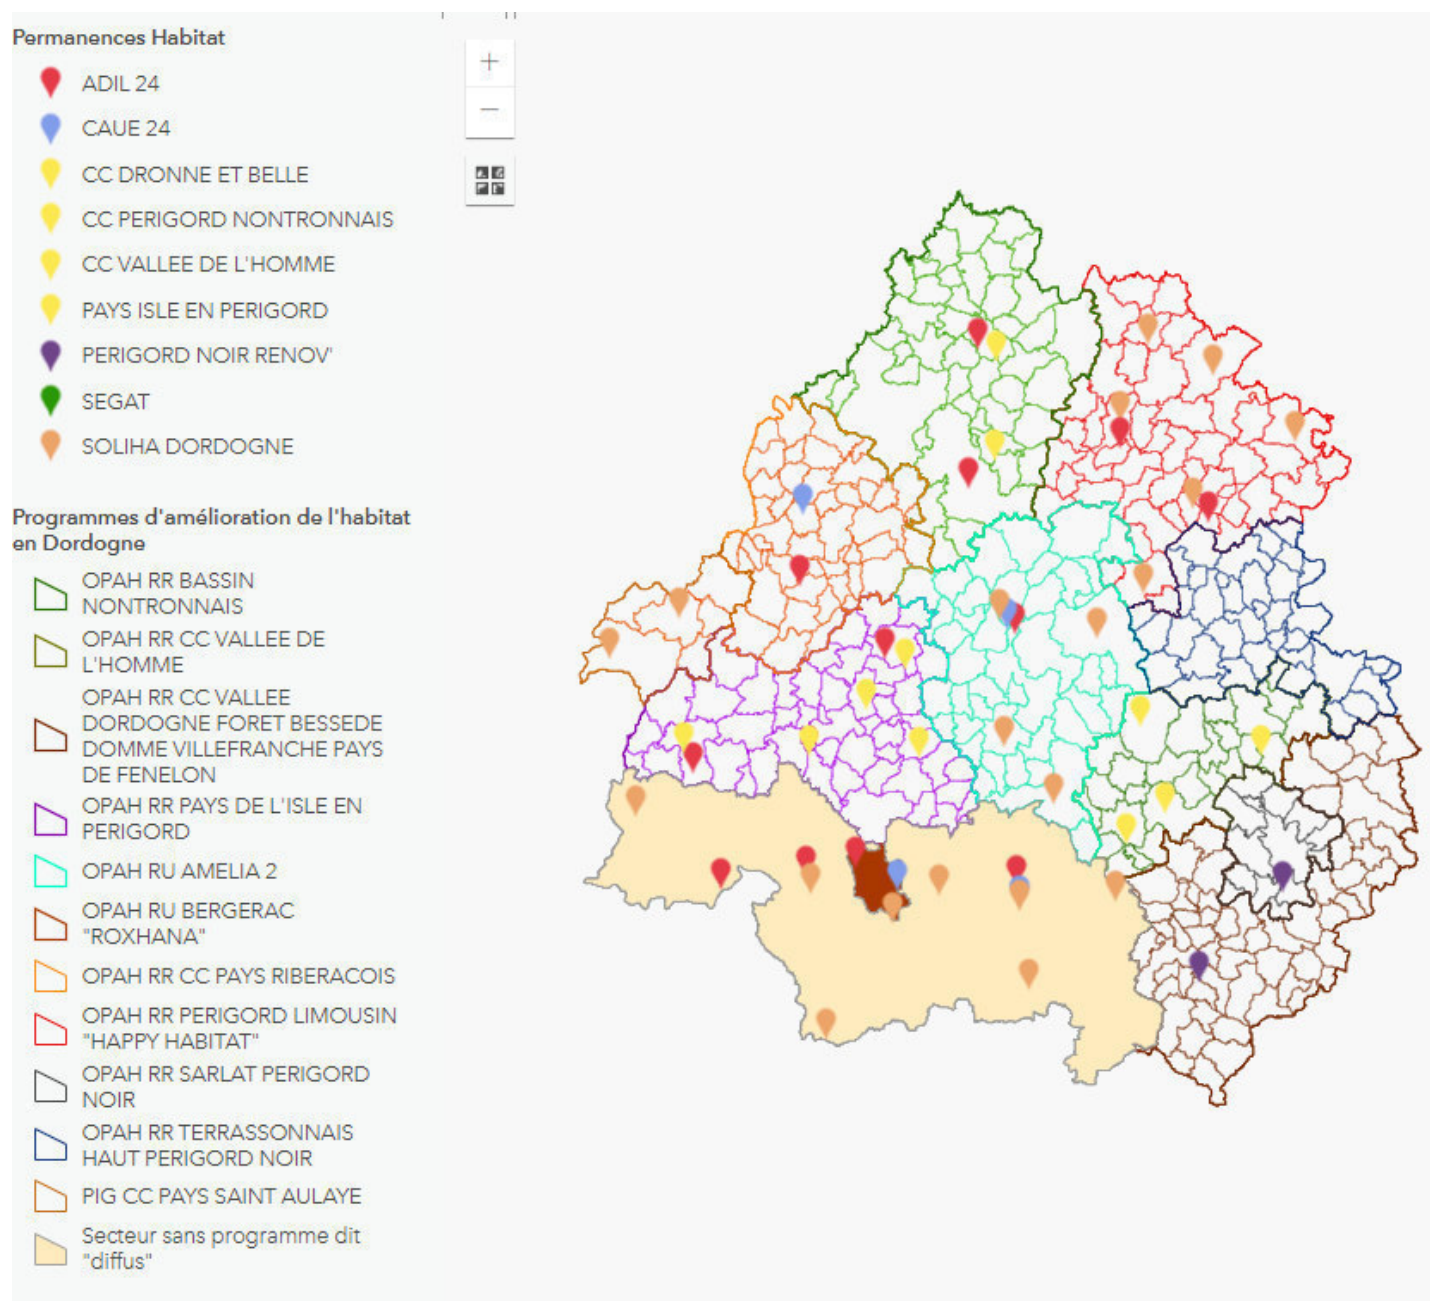 Permanences Habitat
ADIL 24
CAUE 24
CC DRONNE ET BELLE
CC PERIGORD NONTRONNAIS
CC VALLEE DE L'HOMME
PAYS ISLE EN PERIGORD
PERIGORD NOIR RENOV'
SEGAT
SOLIHA DORDOGNE
Programmes d'amélioration de l'habitat
en Dordogne
OPAH RR BASSIN
NONTRONNAIS
OPAH RR CC VALLEE DE
L'HOMME
OPAH RR CC VALLEE
DORDOGNE FORET BESSEDE
DOMME VILLEFRANCHE PAYS
DE FENELON
OPAH RR PAYS DE L'ISLE EN
PERIGORD
OPAH RU AMELIA 2
OPAH RU BERGERAC
"ROXHANA"
OPAH RR CC PAYS RIBERACOIS
OPAH RR PERIGORD LIMOUSIN
"HAPPY HABITAT"
OPAH RR SARLAT PERIGORD
NOIR
OPAH RR TERRASSONNAIS
HAUT PERIGORD NOIR
PIG CC PAYS SAINT AULAYE
Secteur sans programme dit
"diffus"
+
−